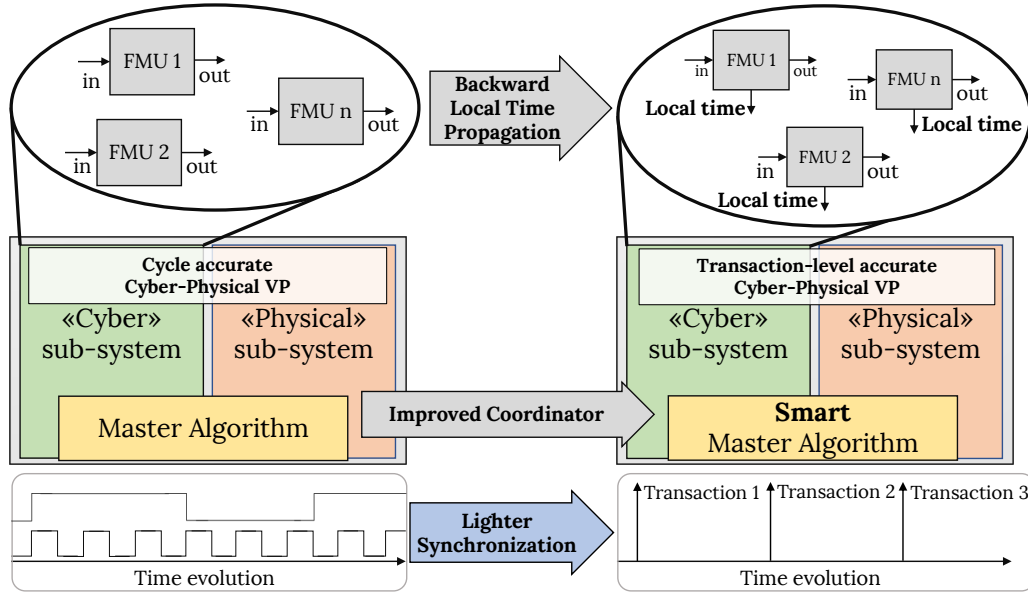 FMU 1
in
out
FMU n
in
out
FMU 2
in
out
Backward
Local Time
Propagation
FMU 1
in
out
Local time
FMU n
in
out
Local time
FMU 2
in
out
Local time
Cycle accurate
Cyber-Physical VP
«Cyber»
sub-system
«Physical»
sub-system
Master Algorithm
Improved Coordinator
Transaction-level accurate
Cyber-Physical VP
«Cyber»
sub-system
«Physical»
sub-system
Smart
Master Algorithm
Time evolution
Lighter
Synchronization
Transaction 1
Transaction 2
Transaction 3
Time evolution